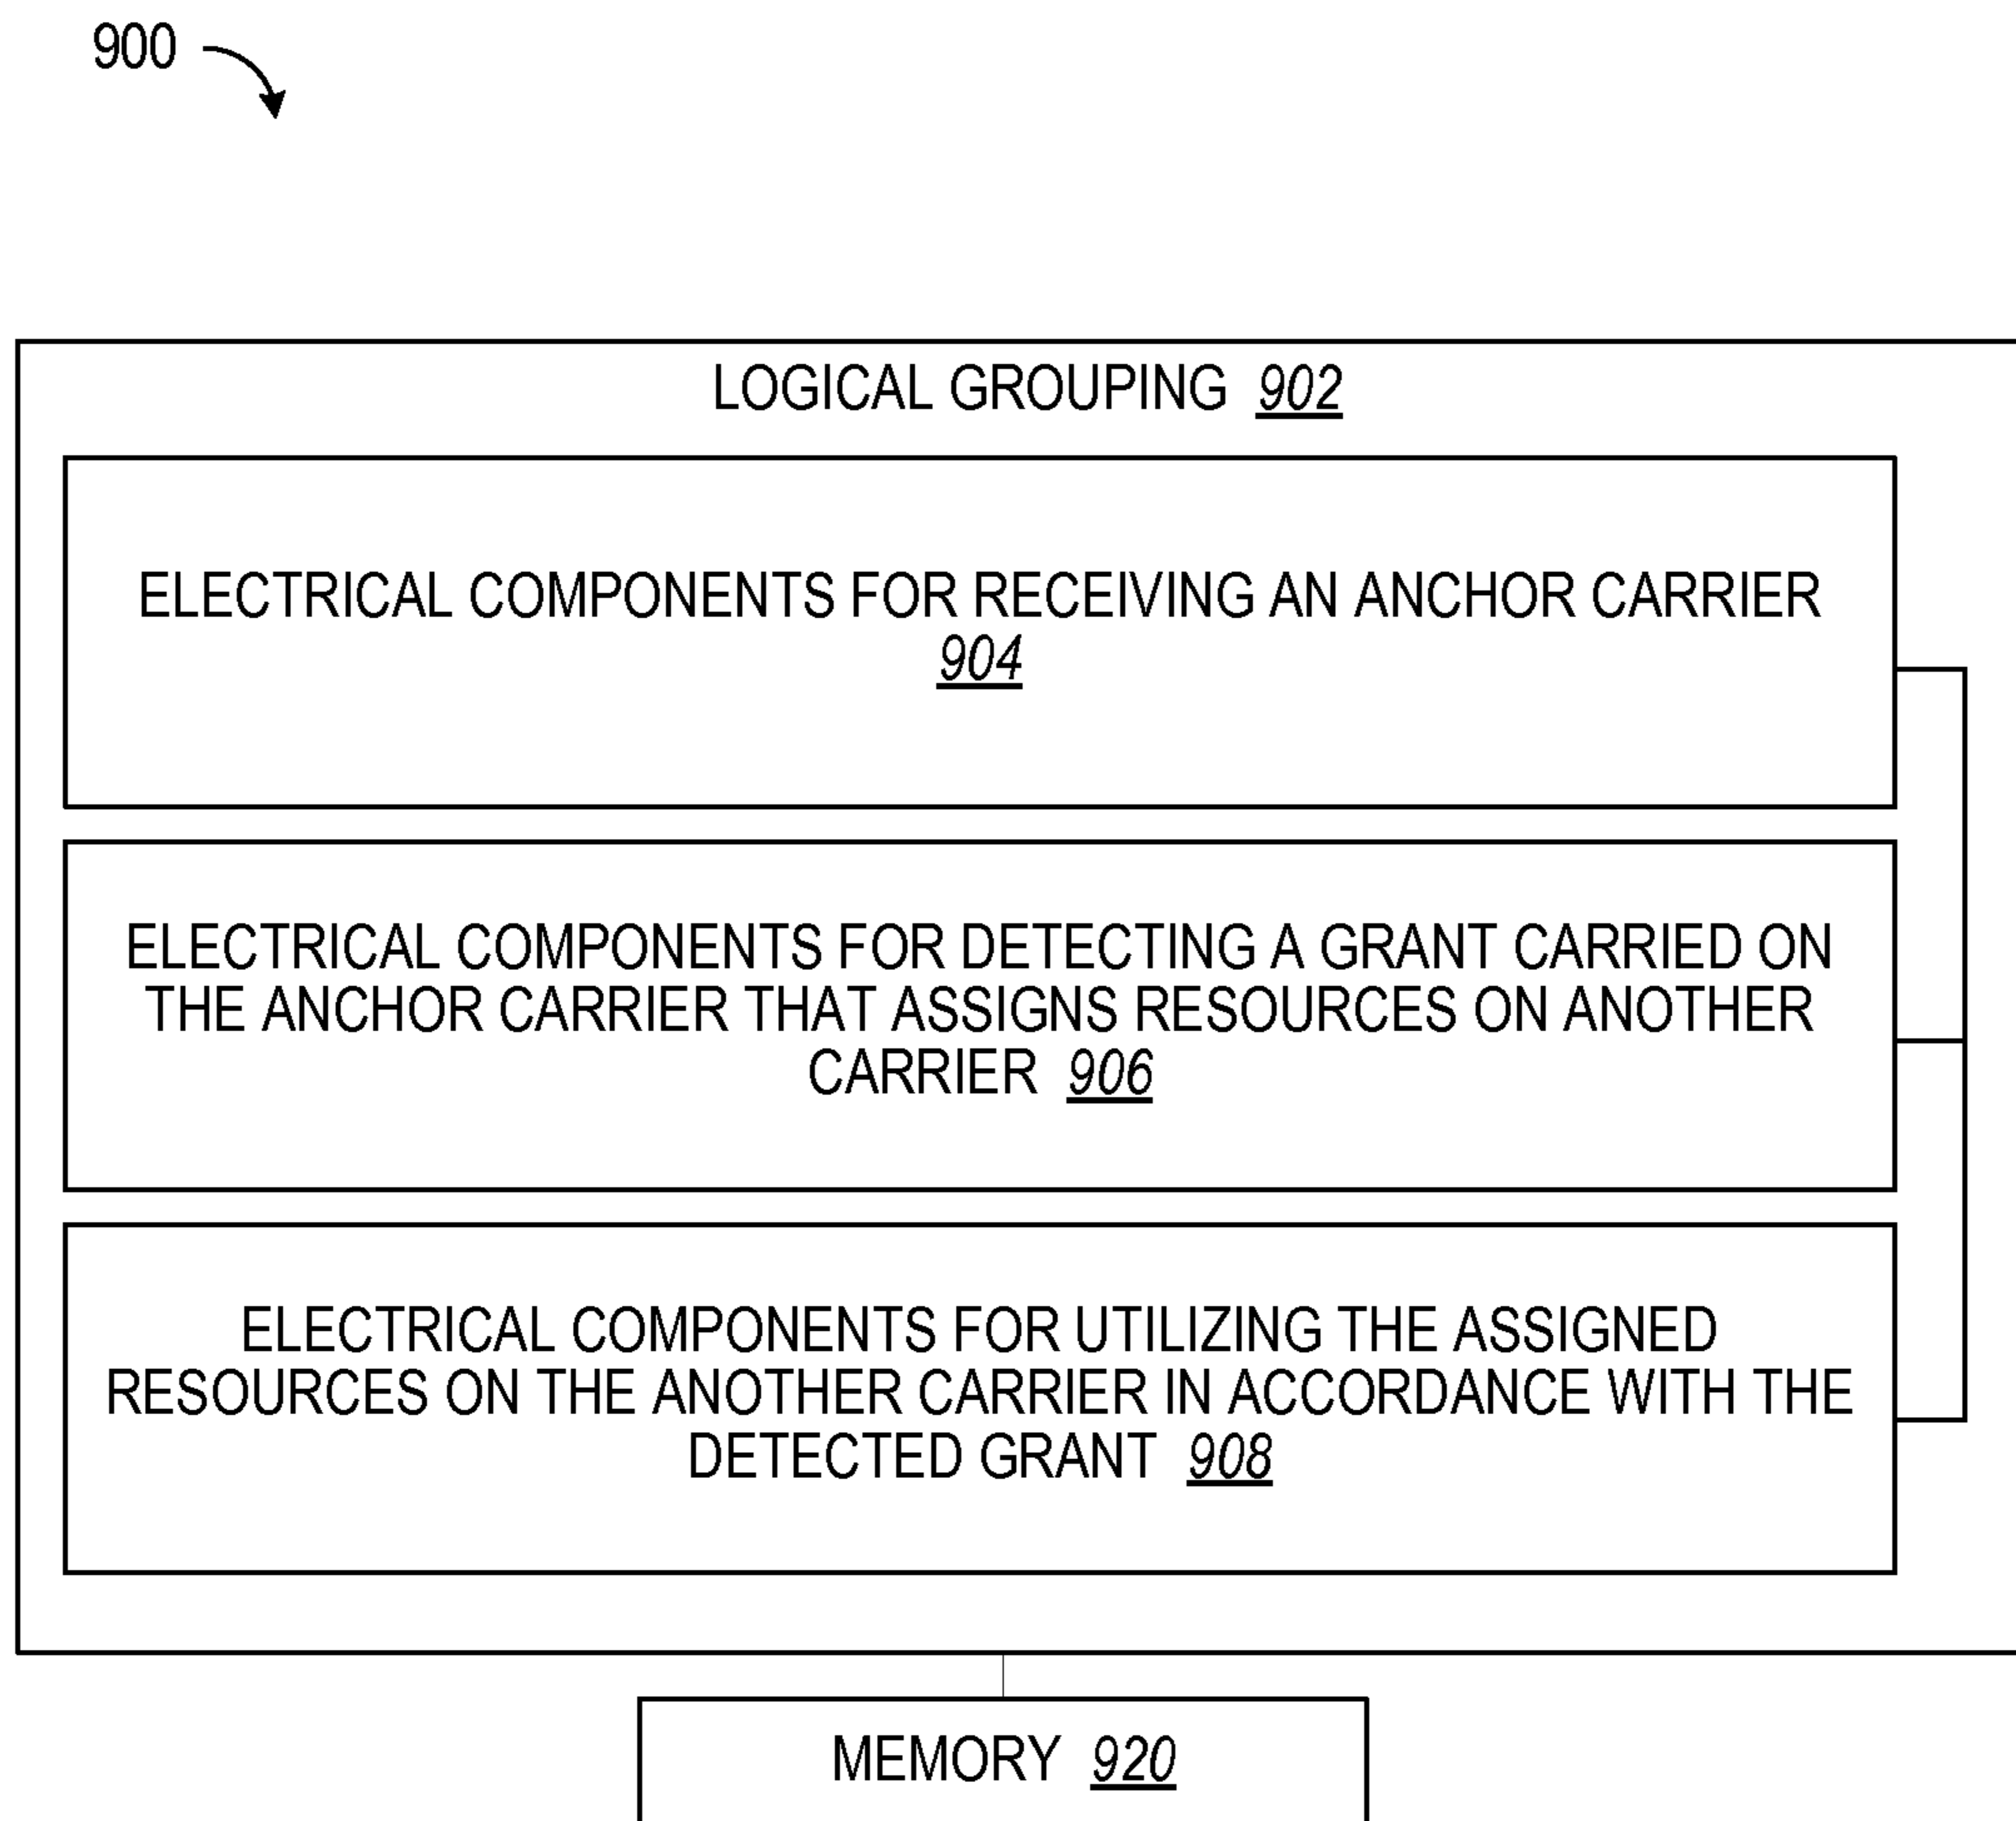 900
LOGICAL GROUPING 902
ELECTRICAL COMPONENTS FOR RECEIVING AN ANCHOR CARRIER
904
ELECTRICAL COMPONENTS FOR DETECTING A GRANT CARRIED ON
THE ANCHOR CARRIER THAT ASSIGNS RESOURCES ON ANOTHER
CARRIER 906
ELECTRICAL COMPONENTS FOR UTILIZING THE ASSIGNED
RESOURCES ON THE ANOTHER CARRIER IN ACCORDANCE WITH THE
DETECTED GRANT 908
MEMORY 920